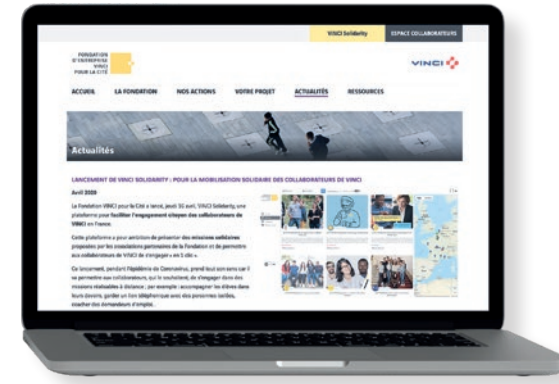 VINCI Solidarity
ESPACE COLLABORATEURS
FONDATION
D'ENTREPRISE
VINCI
POUR LA CITÉ
VINCI
ACCUEIL LA FONDATION NOS ACTIONS VOTRE PROJET ACTUALITÉS RESSOURCES
Actualités
LANCEMENT DE VINCI SOLIDARITY : POUR LA MOBILISATION SOLIDAIRE DES COLLABORATEURS DE VINCI
Avril 2020
La Fondation VINCI pour la Cité a lancé, jeudi 30 avril, VINCI Solidarity, une
plateforme pour faciliter l'engagement citoyen des collaborateurs de
VINCI en France.
Cette plateforme a pour ambition de présenter des missions solidaires
proposées par les associations partenaires de la Fondation et de permettre
aux collaborateurs de VINCI de s'engager « en 1 clic ».
Ce lancement, pendant l'épidémie du Coronavirus, prend tout son sens car il
va permettre aux collaborateurs, qui le souhaitent, de s'engager dans des
missions réalisables à distance ; par exemple : accompagner les élèves dans
leurs devoirs, garder un lien téléphonique avec des personnes isolées,
coacher des demandeurs d'emploi.